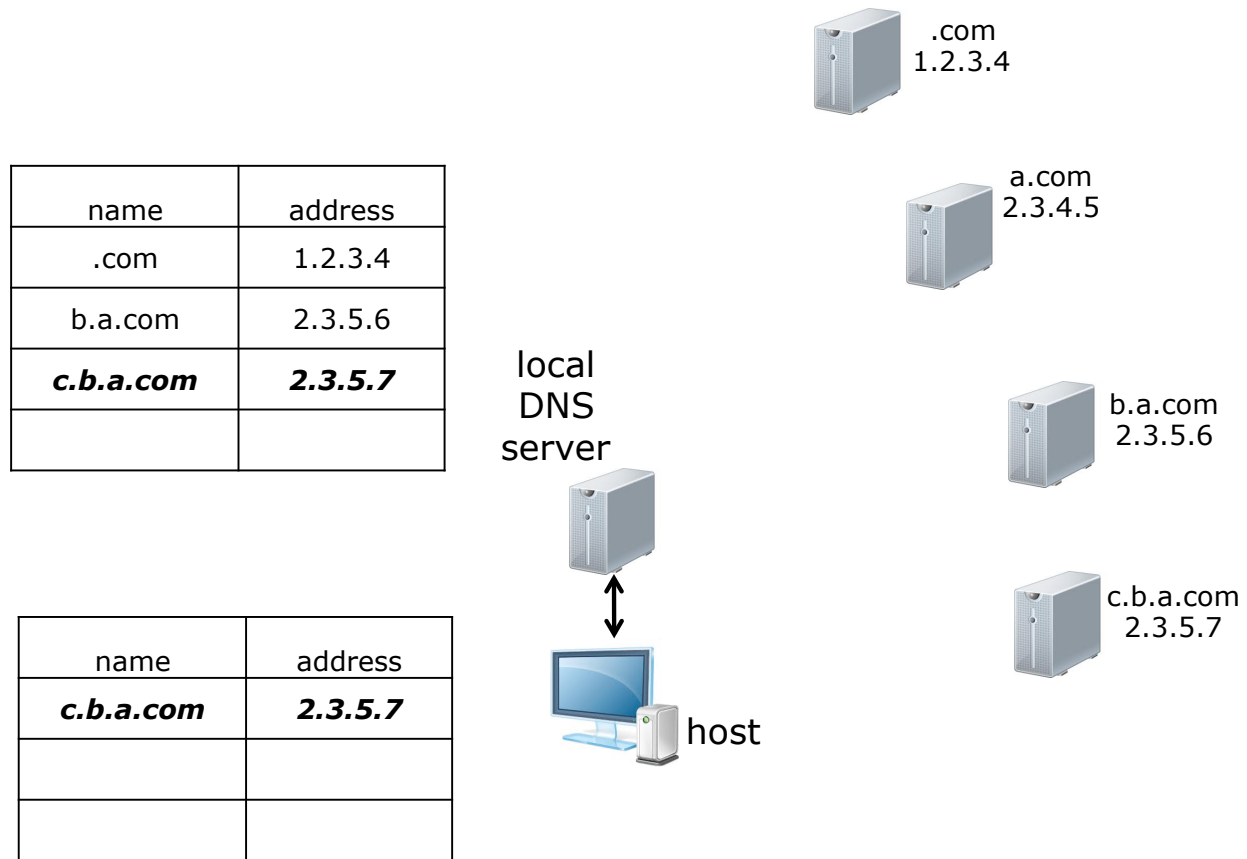 .com
1.2.3.4
a.com
2.3.4.5
name address
.com 1.2.3.4
b.a.com 2.3.5.6
c.b.a.com 2.3.5.7
local
DNS
server
b.a.com
2.3.5.6
c.b.a.com
2.3.5.7
name address
c.b.a.com 2.3.5.7
host